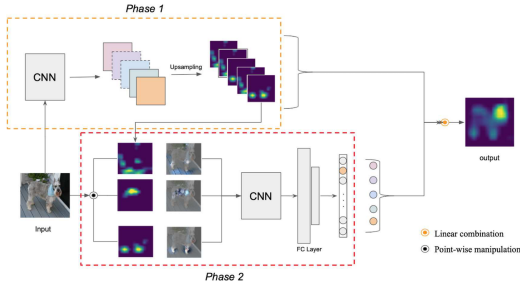 Phase 1
CNN
Upsampling
output
Input
CNN
FC Layer
Linear combination
Point-wise manipulation
Phase 2